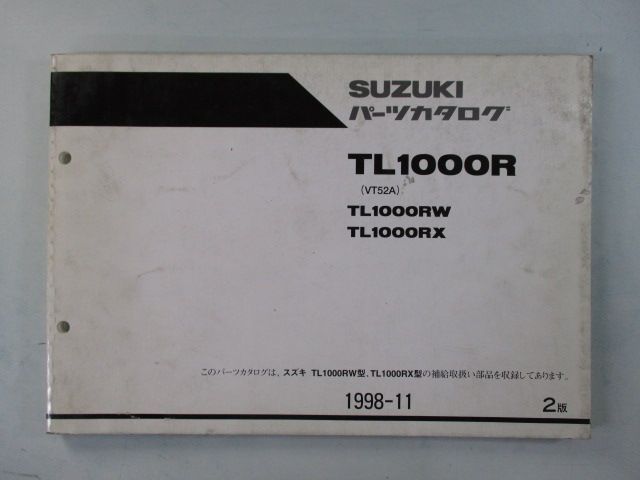 SUZUKI
パーツカタログ
TL1000R
(VT52A)
TL1000RW
TL1000RX
このパーツカタログは、スズキ TL1000RW型、TL1000RX型の補給取扱い部品を収録してあります。
1998-11
2版